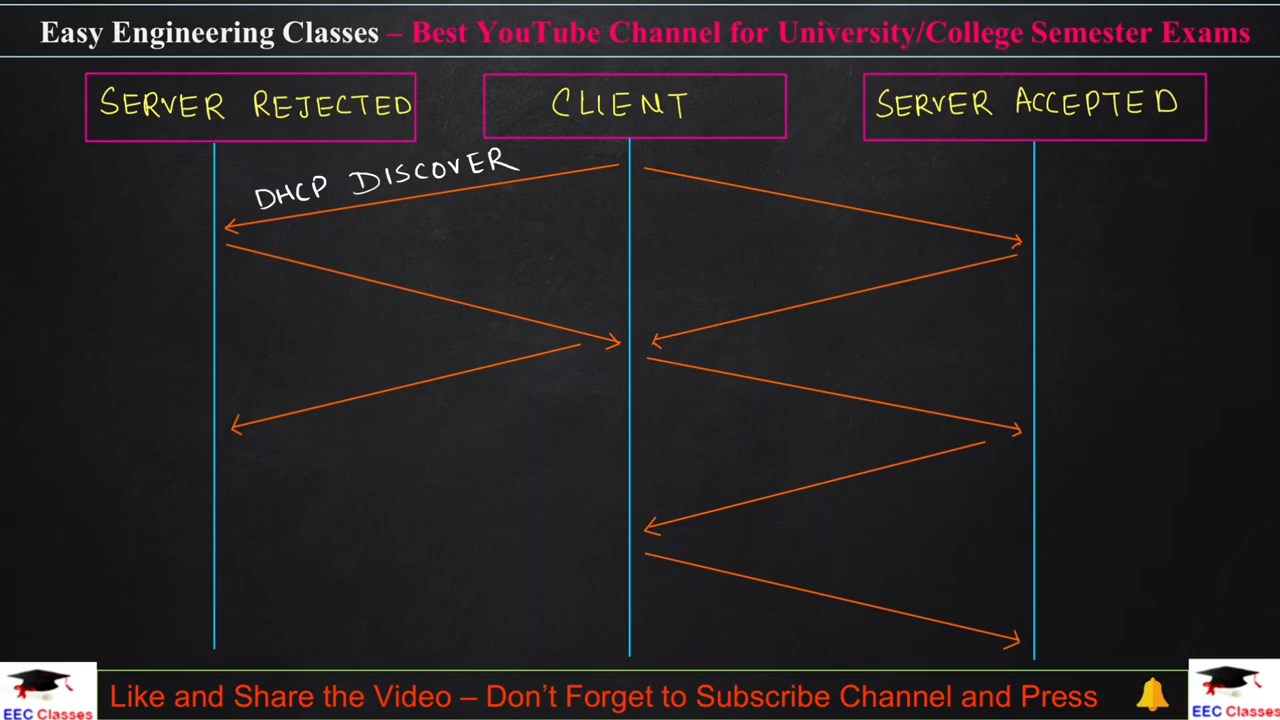 Easy Engineering Classes – Best YouTube Channel for University/College Semester Exams
SERVER REJECTED
CLIENT
SERVER ACCEPTED
DHCP DISCOVER
EEC Classes
Like and Share the Video – Don't Forget to Subscribe Channel and Press
EEC Classes